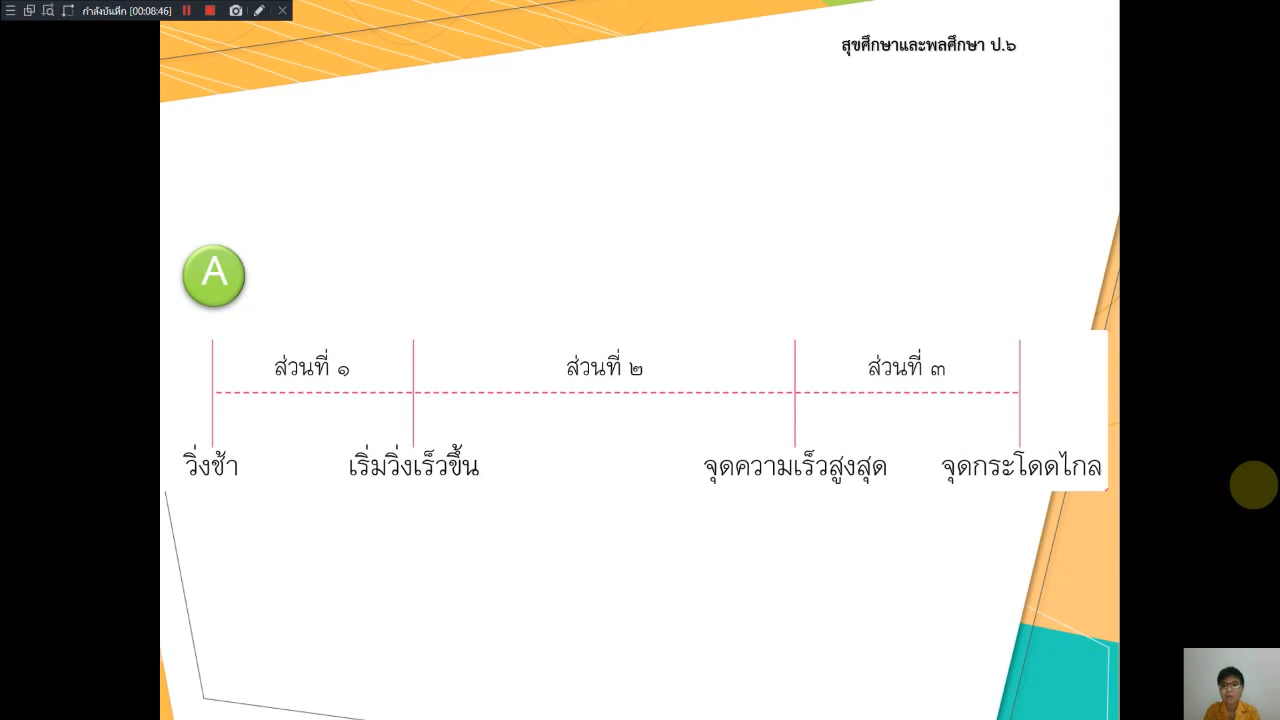 กำลังบันทึก [00:08:46]
สุขศึกษาและพลศึกษา ป.๖
A
ส่วนที่ ๑ ส่วนที่ ๒ ส่วนที่ ๓
วิ่งช้า เริ่มวิ่งเร็วขึ้น จุดความเร็วสูงสุด จุดกระโดดไกล